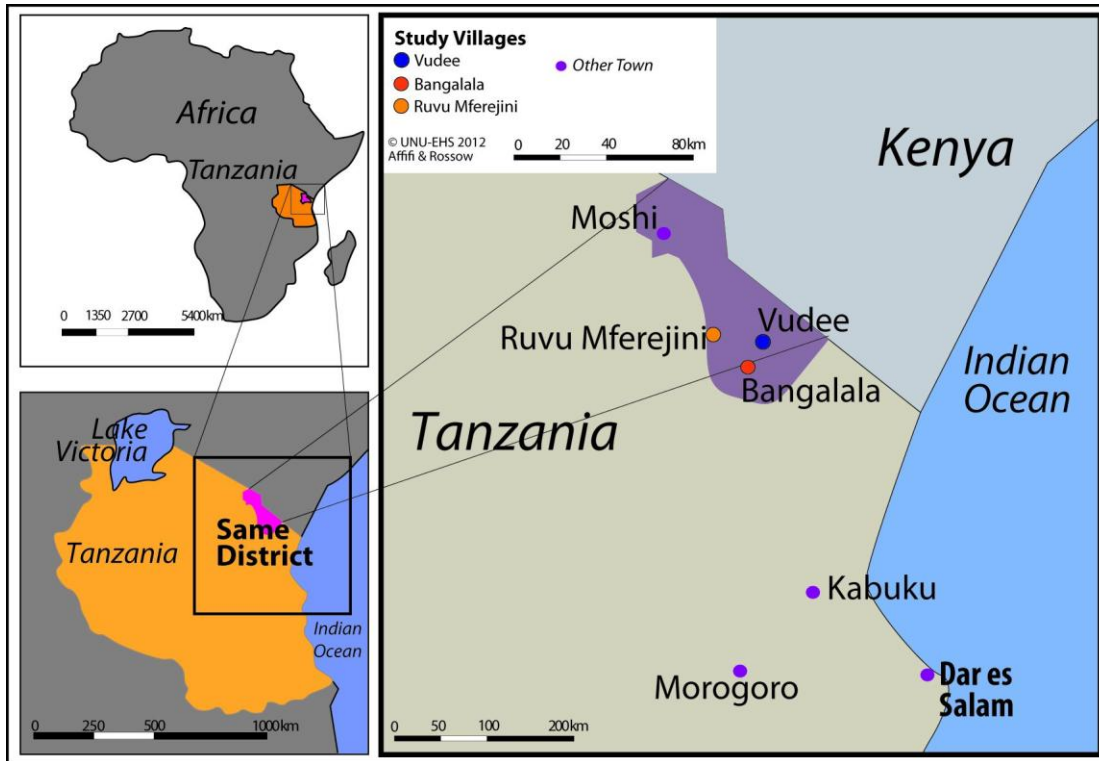 Africa
Tanzania
0 1350 2700 5400km
Lake
Victoria
Same
District
Tanzania
Indian
Ocean
0 250 500 1000km
Study Villages
Vudee
Other Town
Bangalala
Ruvu Mferejini
© UNU-EHS 2012
Affifi & Rossow
0 20 40 80km
Kenya
Moshi
Vudee
Ruvu Mferejini
Bangalala
Indian
Ocean
Tanzania
Kabuku
Morogoro
Dar es
Salam
0 50 100 200km